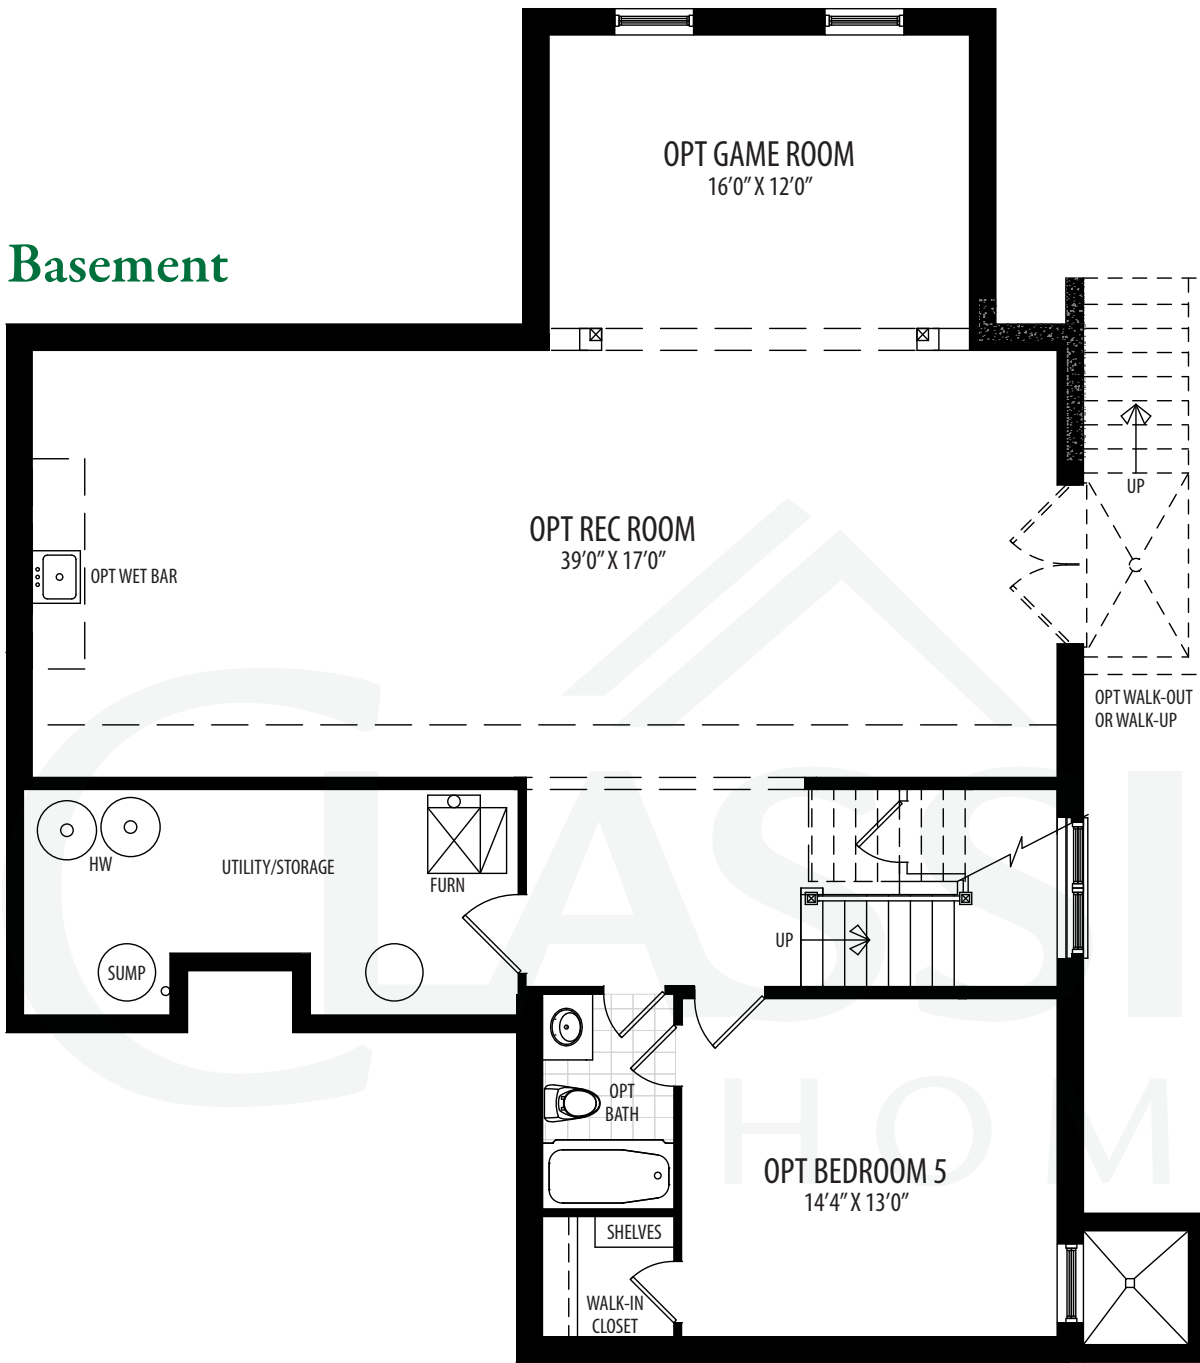 OPT GAME ROOM
16'0" X 12'0"
Basement
UP
OPT REC ROOM
39'0" X 17'0"
OPT WET BAR
OPT WALK-OUT
OR WALK-UP
HW
UTILITY/STORAGE
FURN
UP
SUMP
OPT
BATH
OPT BEDROOM 5
14'4" X 13'0"
SHELVES
WALK-IN
CLOSET
CLASSI
HOM